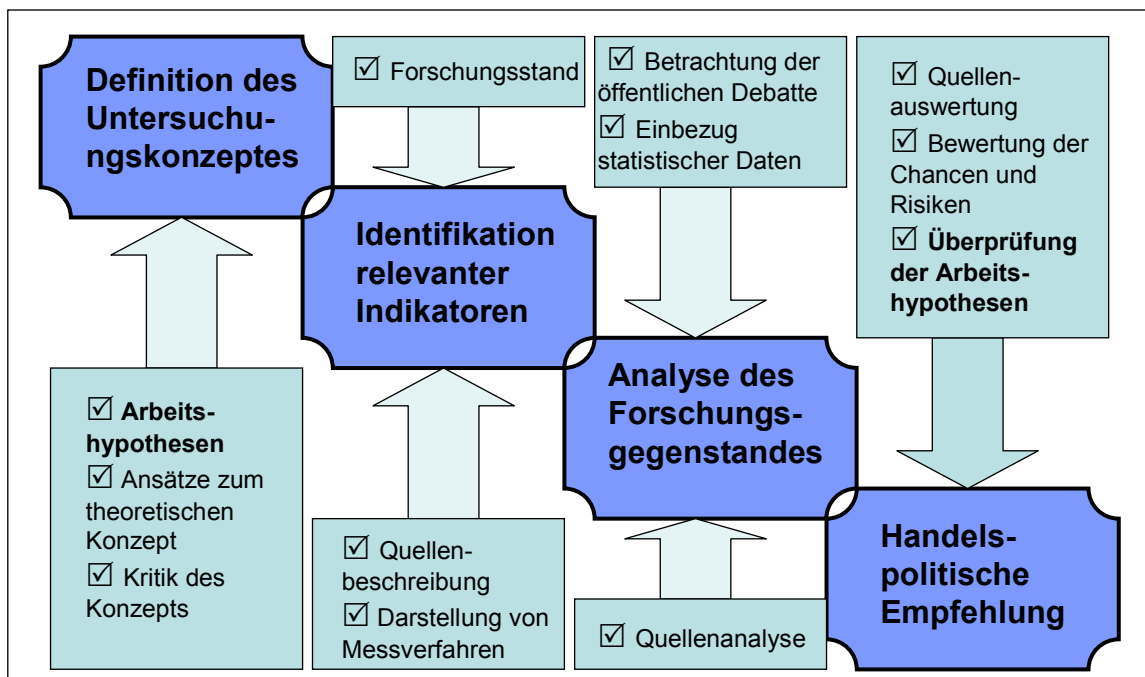 Definition des
Untersuchu-
ngskonzeptes
☑ Forschungsstand
☑ Betrachtung der
öffentlichen Debatte
☑ Einbezug
statistischer Daten
☑ Quellen-
auswertung
☑ Bewertung der
Chancen und
Risiken
☑ Überprüfung
der Arbeits-
hypothesen
Identifikation
relevanter
Indikatoren
Analyse des
Forschungs-
gegenstandes
☑ Arbeits-
hypothesen
☑ Ansätze zum
theoretischen
Konzept
☑ Kritik des
Konzepts
☑ Quellen-
beschreibung
☑ Darstellung von
Messverfahren
☑ Quellenanalyse
Handels-
politische
Empfehlung